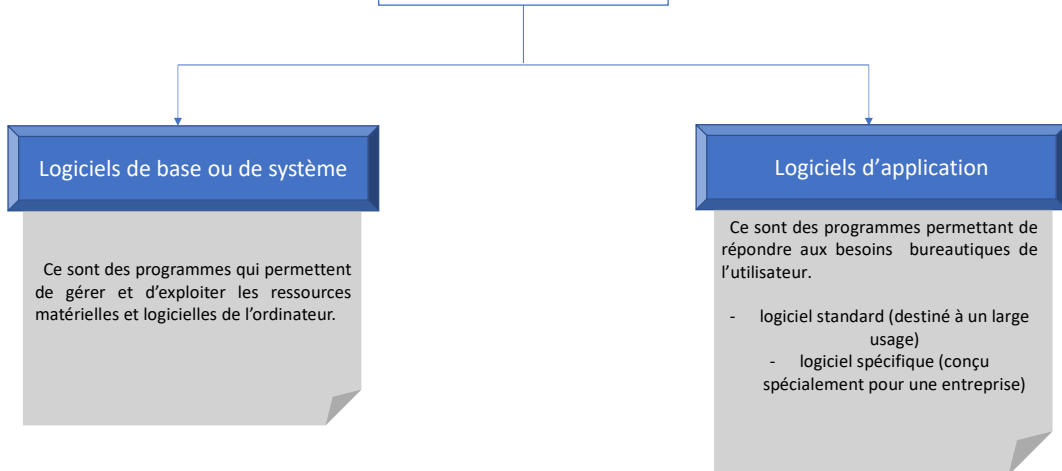 Logiciels de base ou de système
Ce sont des programmes qui permettent
de gérer et d'exploiter les ressources
matérielles et logicielles de l'ordinateur.
Logiciels d'application
Ce sont des programmes permettant de
répondre aux besoins bureautiques de
l'utilisateur.
- logiciel standard (destiné à un large
usage)
- logiciel spécifique (conçu
spécialement pour une entreprise)